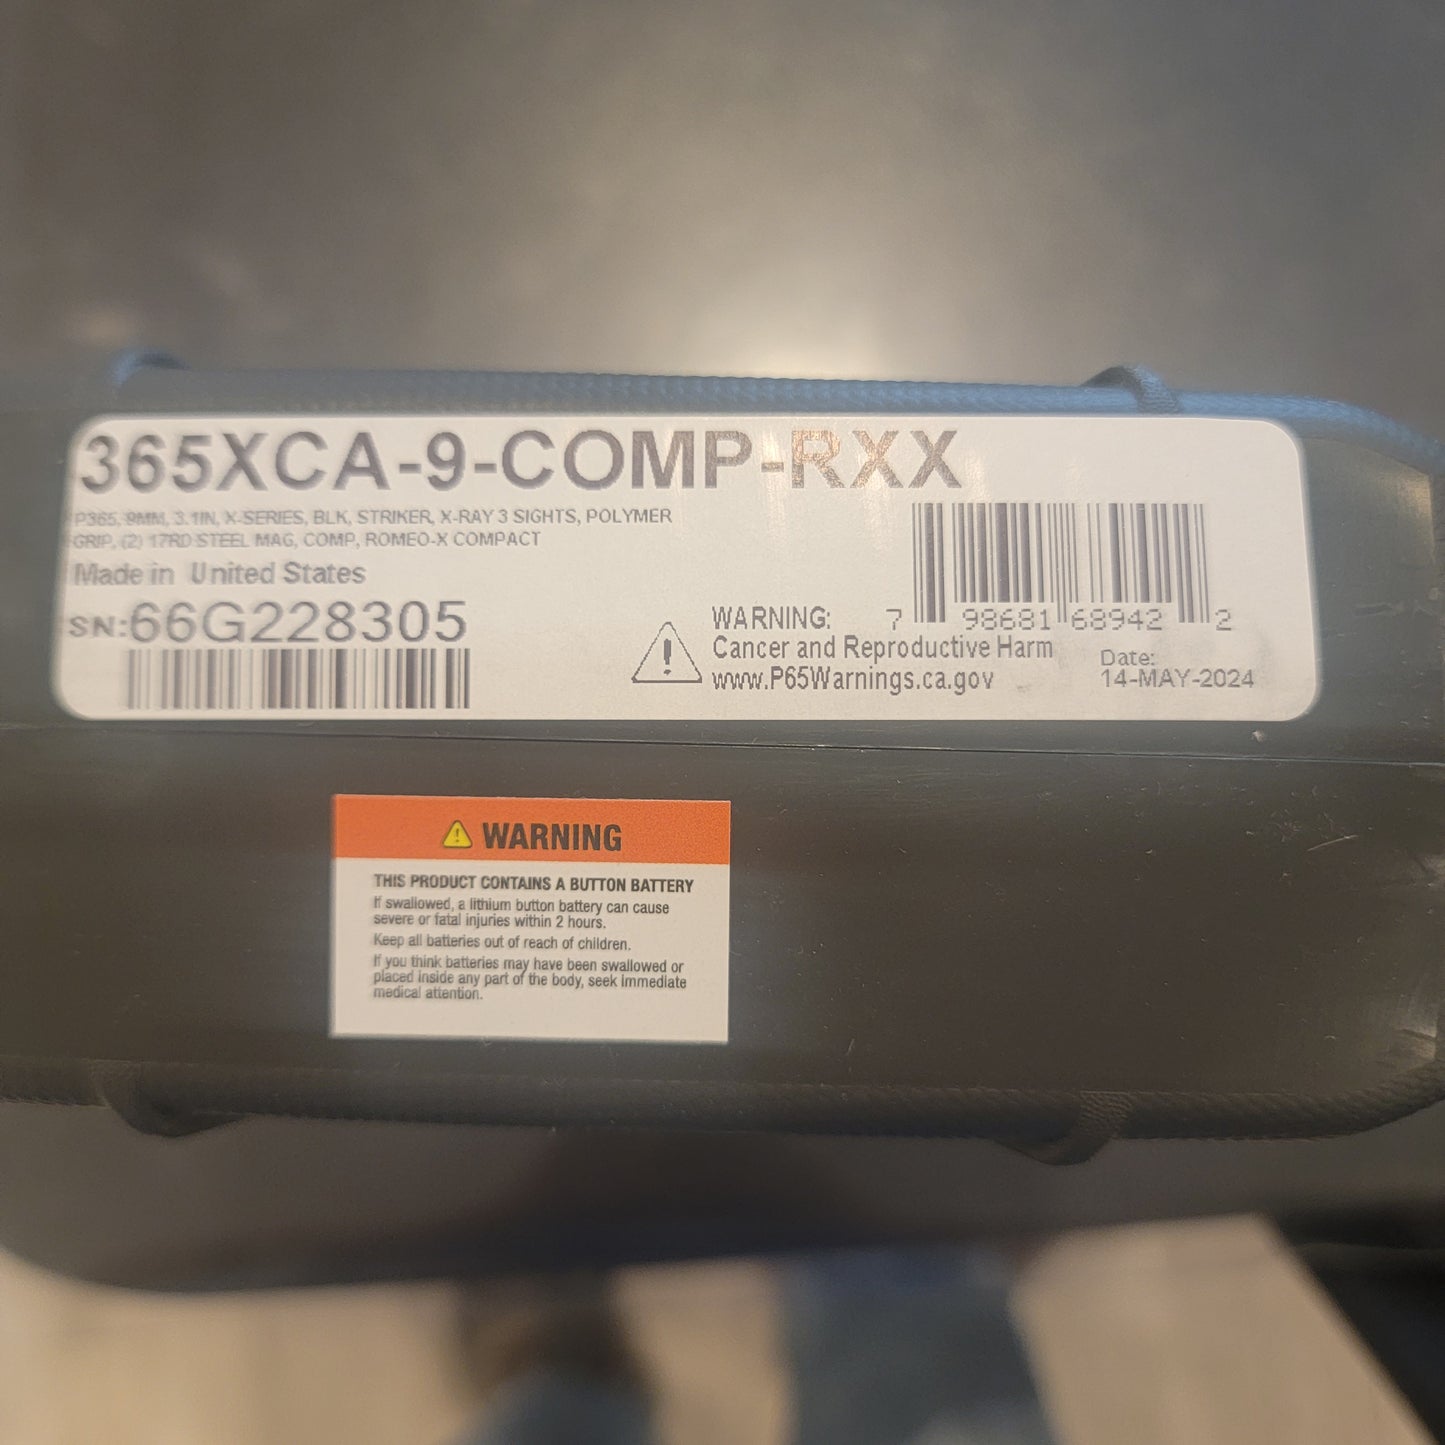 365XCA-9-COMP-RXX
P365, 9MM, 3.1IN, X-SERIES, BLK, STRIKER, X-RAY 3 SIGHTS, POLYMER
GRIP, (2) 17RD STEEL MAG, COMP, ROMEO-X COMPACT
Made in United States
SN:66G228305
7 98681 68942 2
WARNING:
Cancer and Reproductive Harm
www.P65Warnings.ca.gov
Date:
14-MAY-2024
WARNING
THIS PRODUCT CONTAINS A BUTTON BATTERY
If swallowed, a lithium button battery can cause
severe or fatal injuries within 2 hours.
Keep all batteries out of reach of children.
If you think batteries may have been swallowed or
placed inside any part of the body, seek immediate
medical attention.